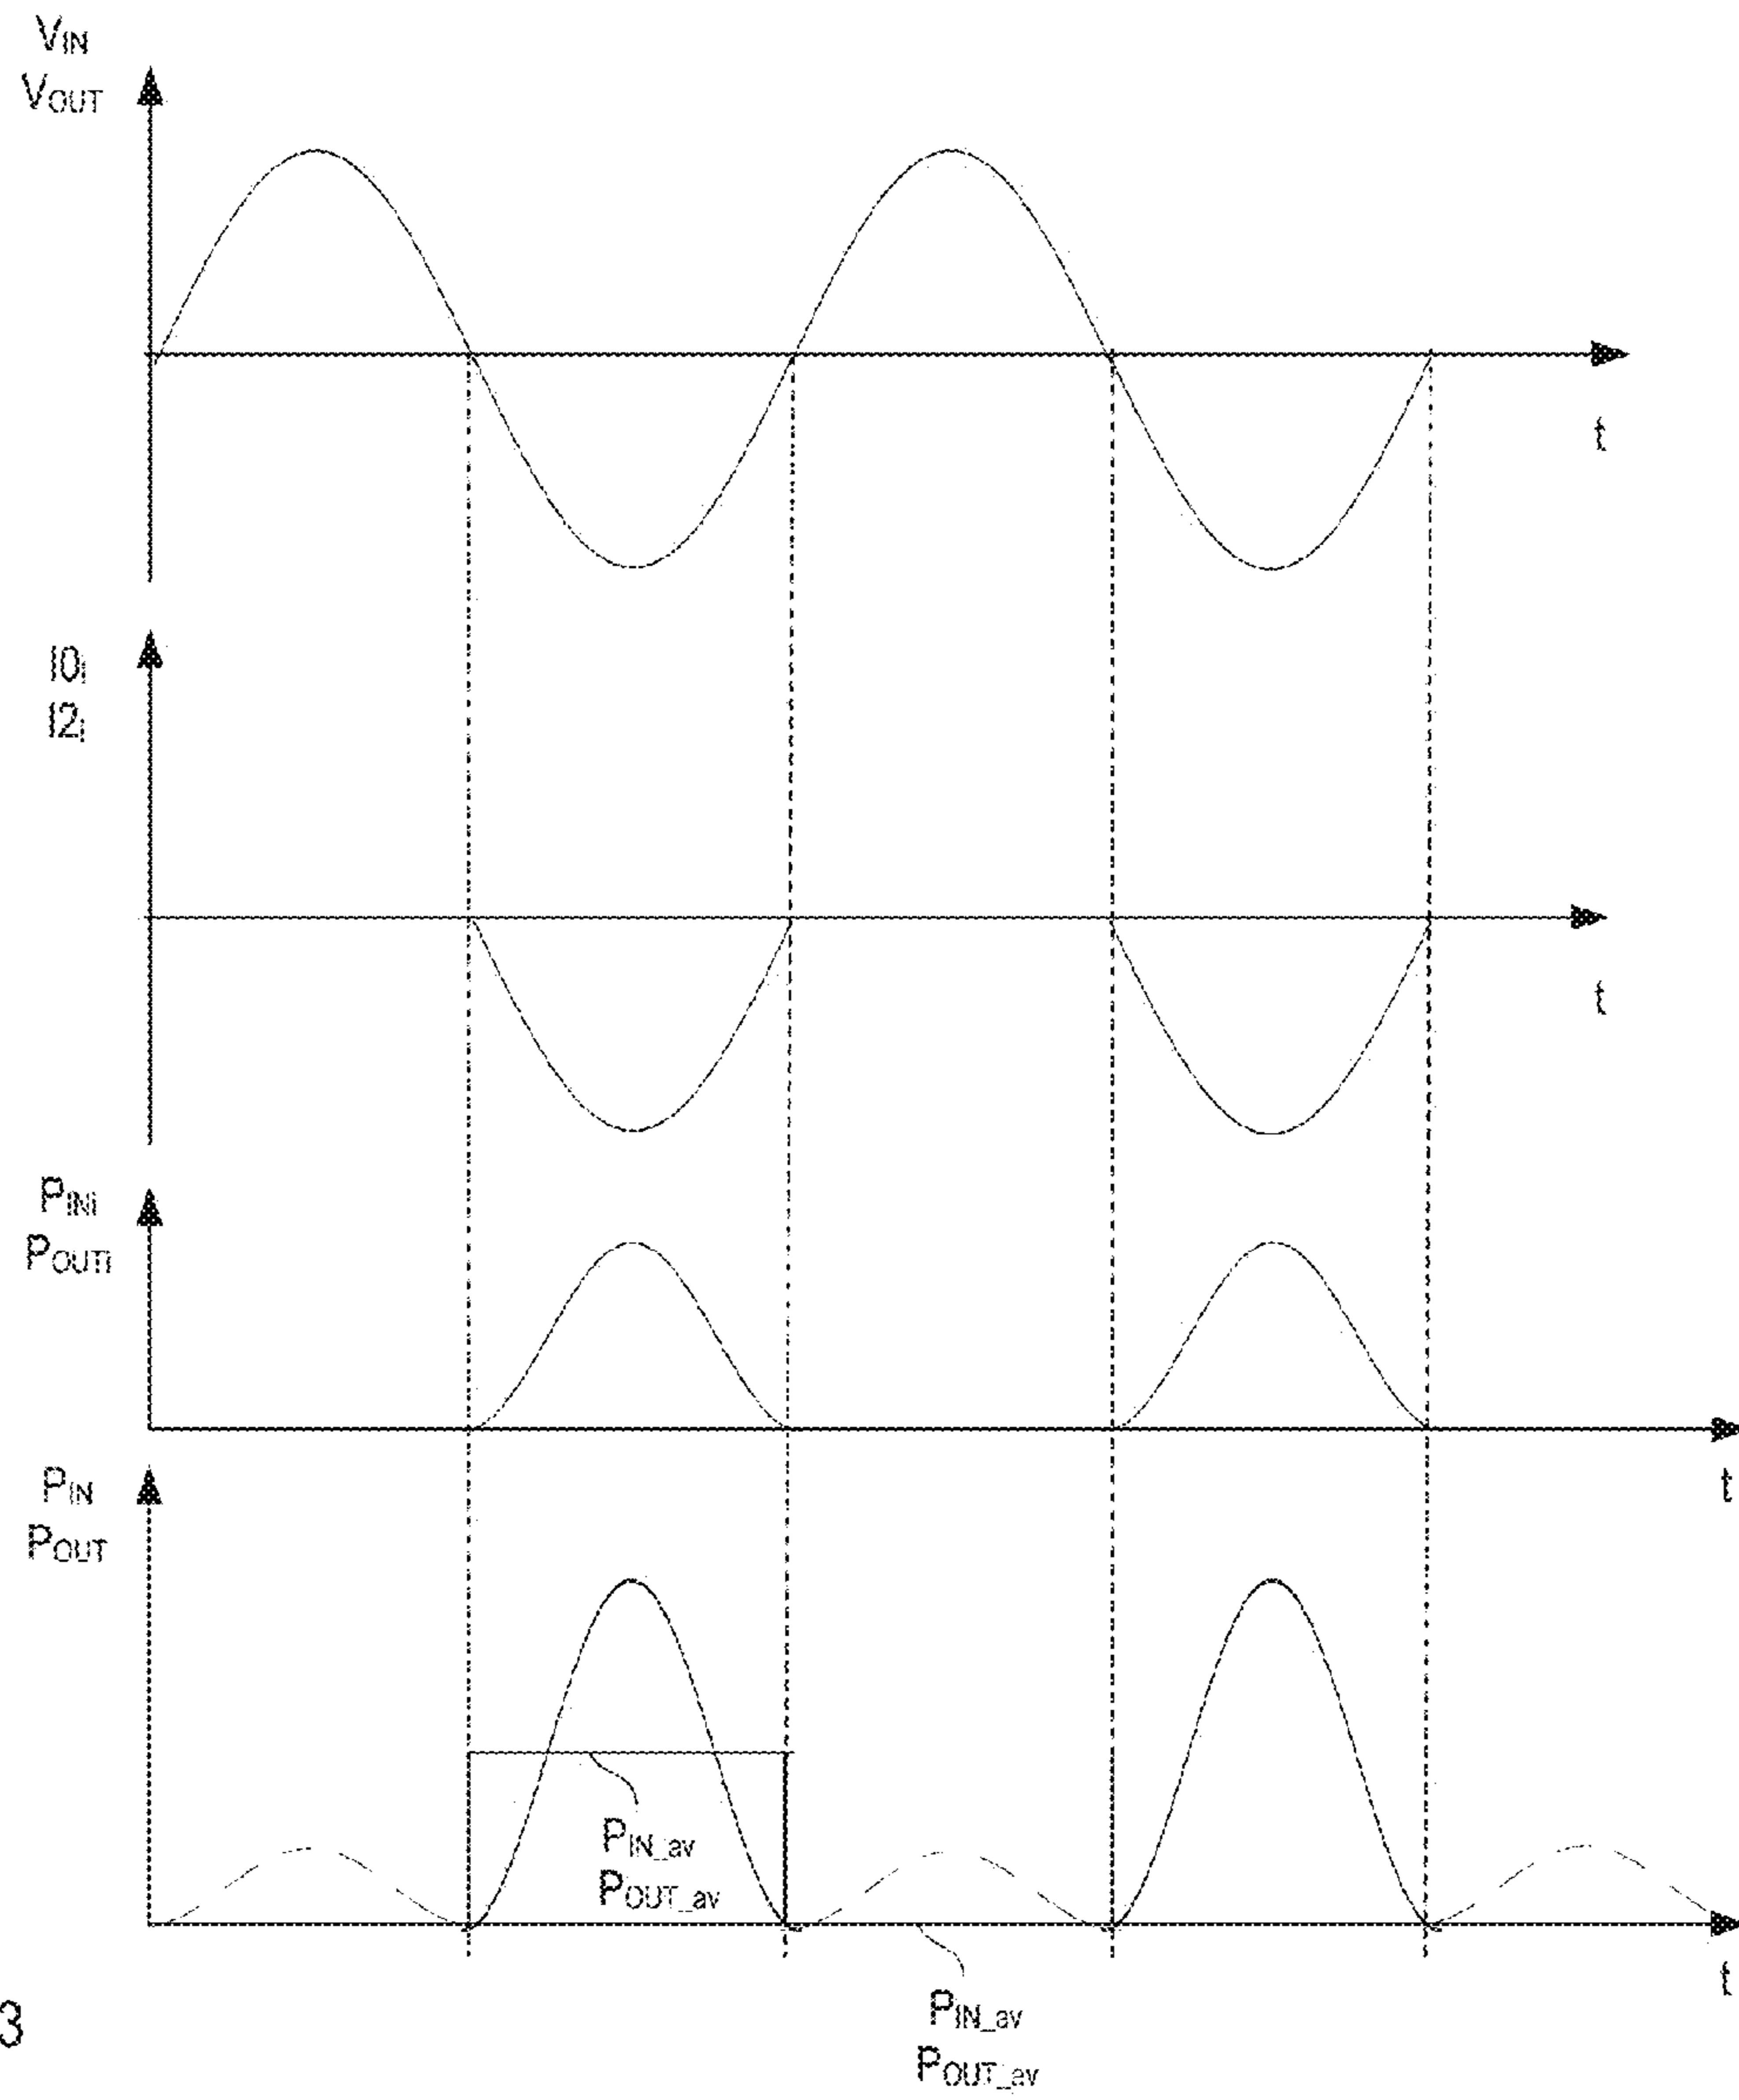 VIN
VOUT
t
I0i
I2i
t
PINi
POUTi
t
PIN
POUT
PIN_av
POUT_av
t
PIN_av
POUT_av
3